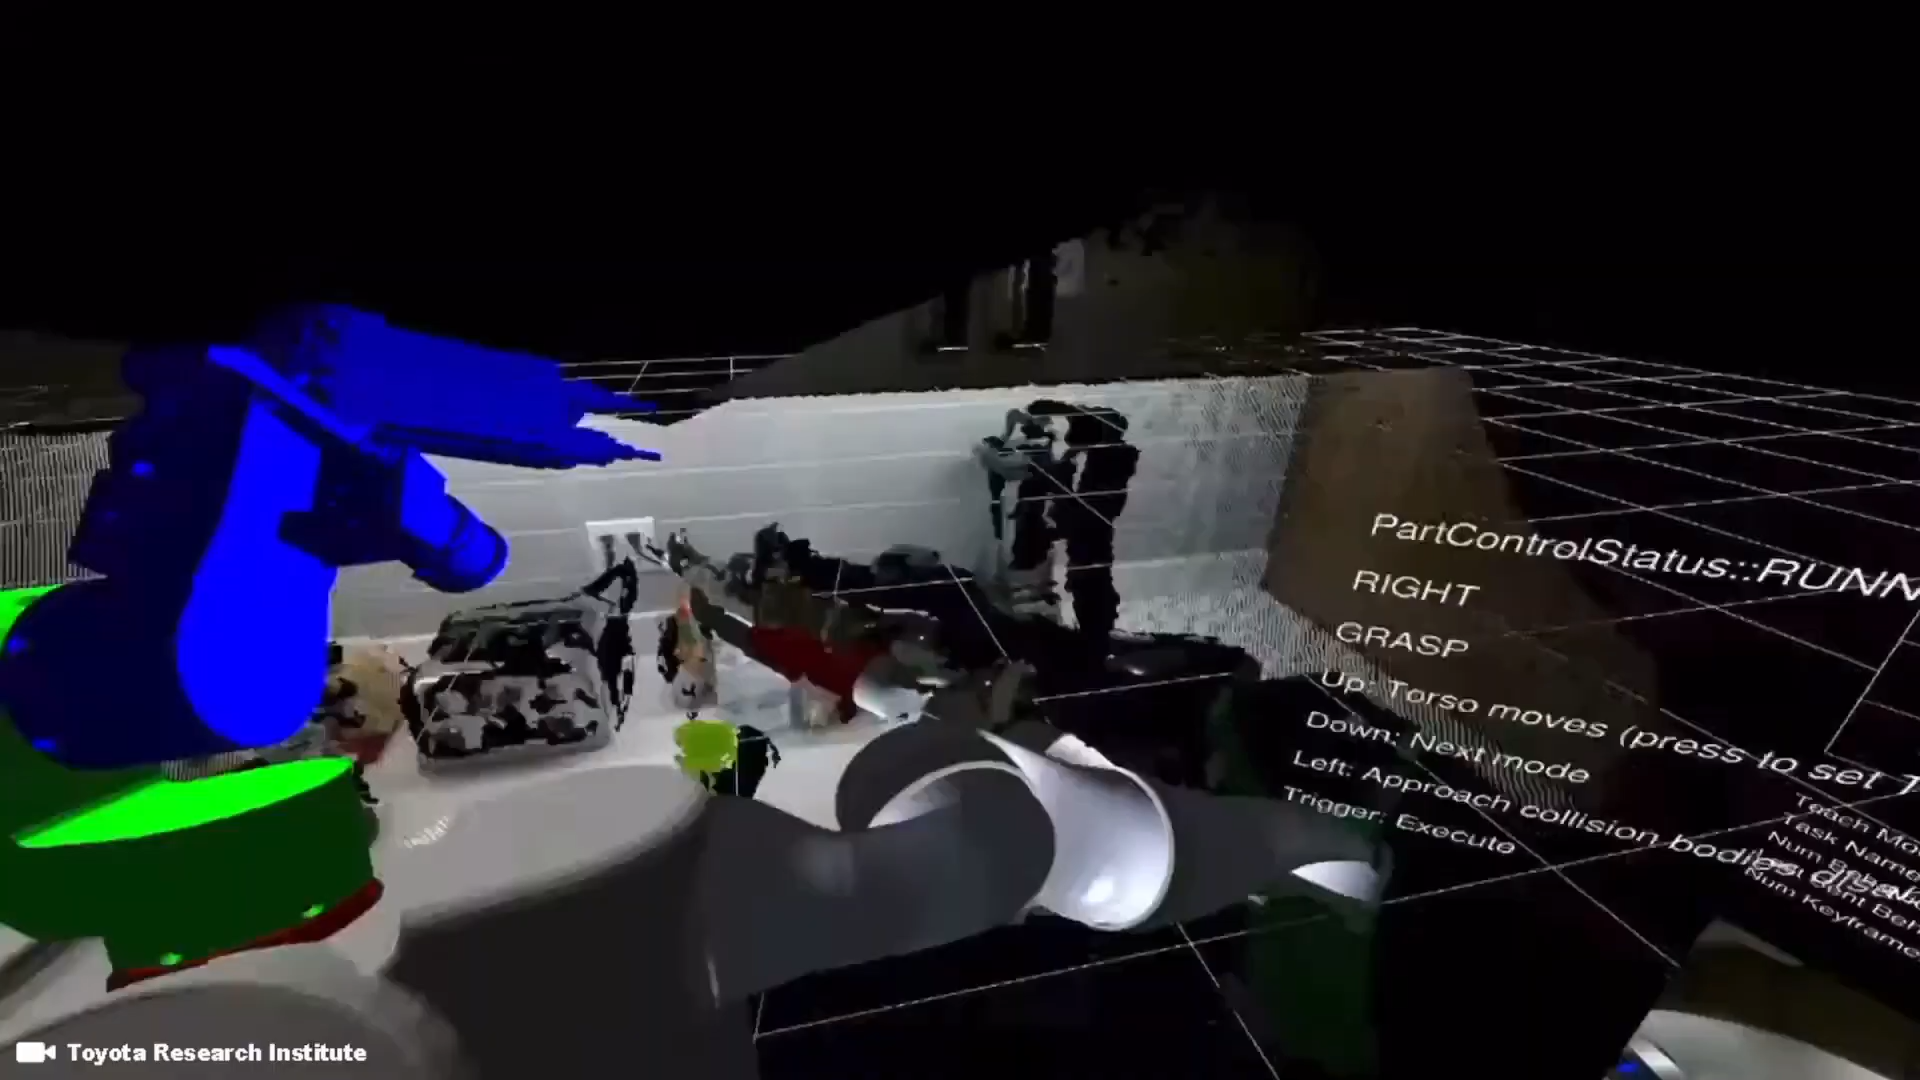 PartControlStatus::RUNN
RIGHT
GRASP
Up: Torso moves (press to set T
Down: Next mode
Left: Approach collision bodies
Trigger: Execute
Teach Mo
Task Name
Num
Num Keyframe
Toyota Research Institute